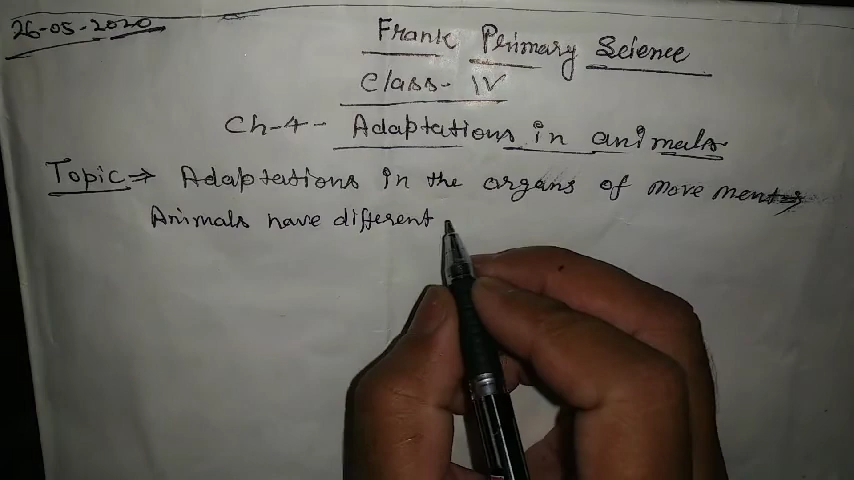 26-05-2020
Frank Primary Science
Class- IV
Ch-4- Adaptations in animals
Topic⇒ Adaptations in the organs of movement
Animals have different